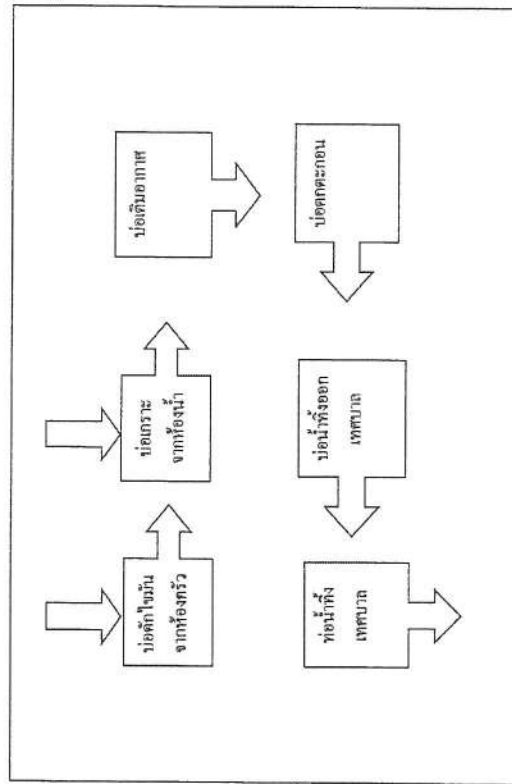 บ่อดักไขมัน
จากห้องครัว
บ่อเกราะ
จากห้องน้ำ
บ่อเติมอากาศ
บ่อตกตะกอน
บ่อน้ำทิ้งออก
เทศบาล
ท่อน้ำทิ้ง
เทศบาล